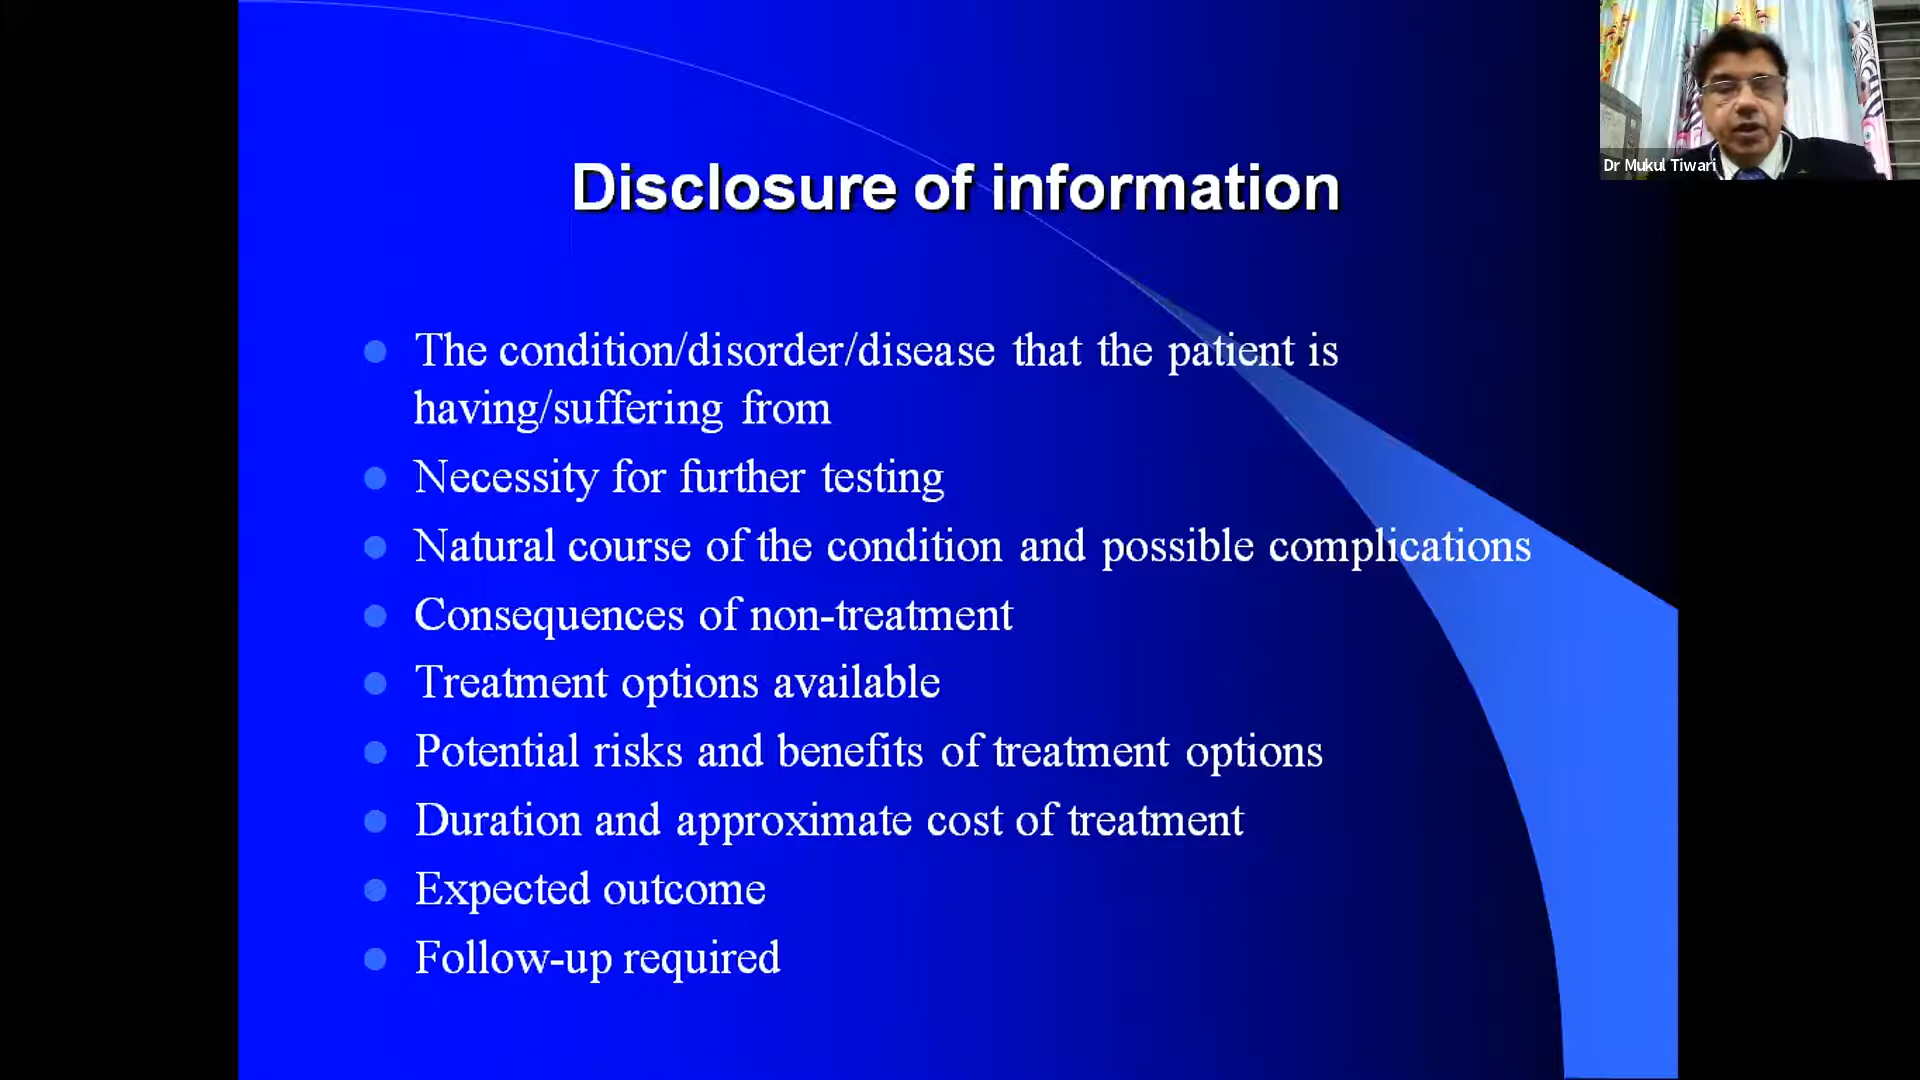 Disclosure of information
The condition/disorder/disease that the patient is
having/suffering from
Necessity for further testing
Natural course of the condition and possible complications
Consequences of non-treatment
Treatment options available
Potential risks and benefits of treatment options
Duration and approximate cost of treatment
Expected outcome
Follow-up required
Dr Mukul Tiwari